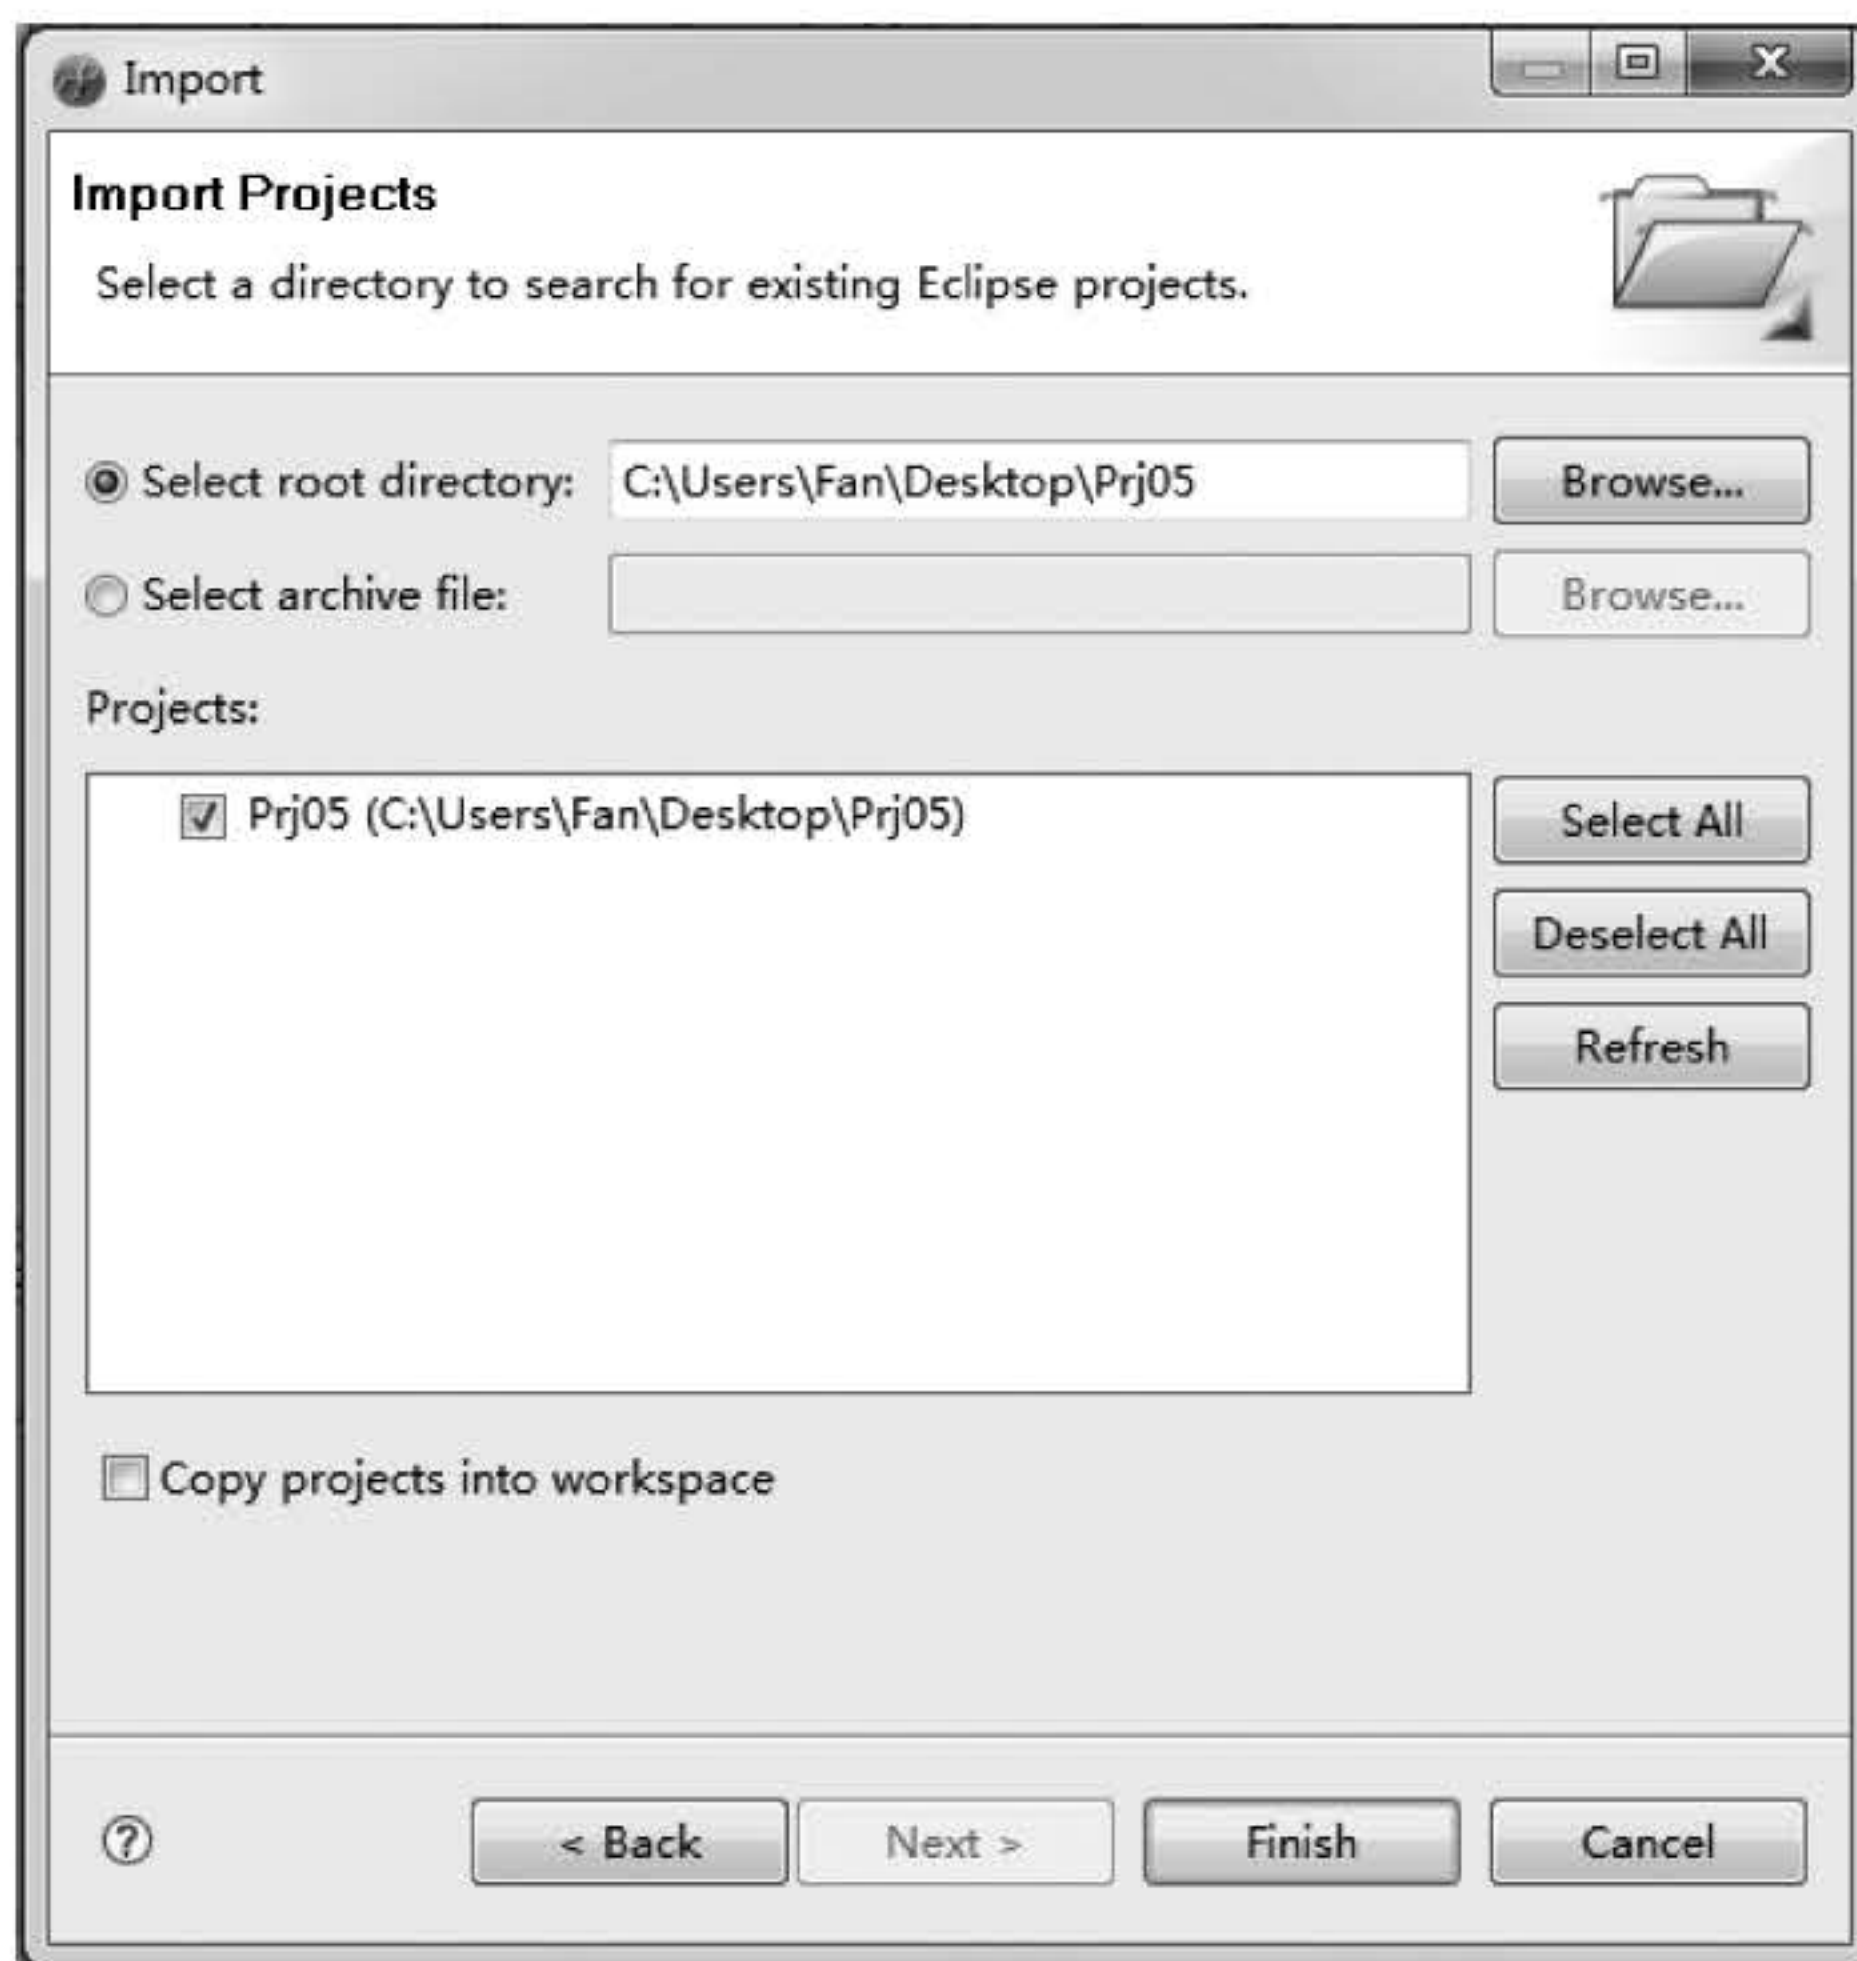 Import
Import Projects
Select a directory to search for existing Eclipse projects.
Select root directory: C:\Users\Fan\Desktop\Prj05 Browse...
Select archive file: Browse...
Projects:
Prj05 (C:\Users\Fan\Desktop\Prj05)
Select All
Deselect All
Refresh
Copy projects into workspace
? < Back Next > Finish Cancel